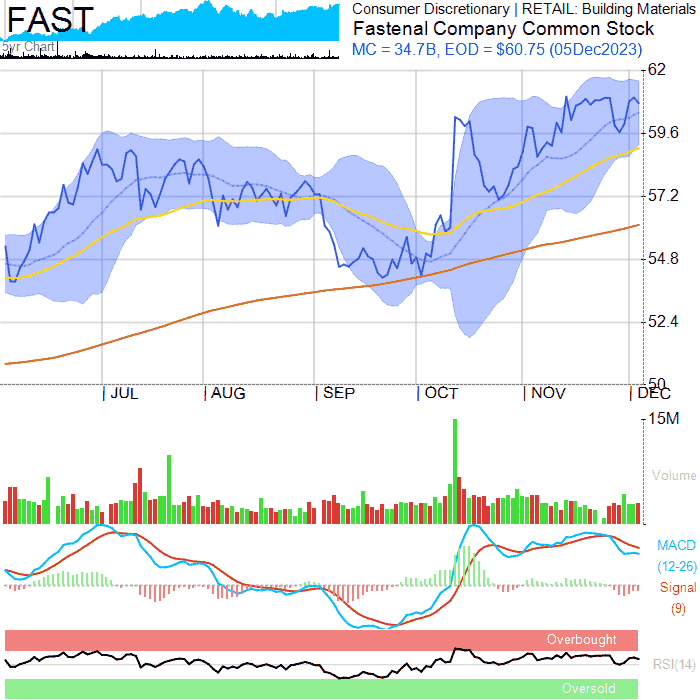 FAST
5yr Chart
Consumer Discretionary | RETAIL: Building Materials
Fastenal Company Common Stock
MC = 34.7B, EOD = $60.75 (05Dec2023)
62
59.6
57.2
54.8
52.4
50
JUL
AUG
SEP
OCT
NOV
DEC
15M
Volume
MACD
(12-26)
Signal
(9)
Overbought
RSI(14)
Oversold